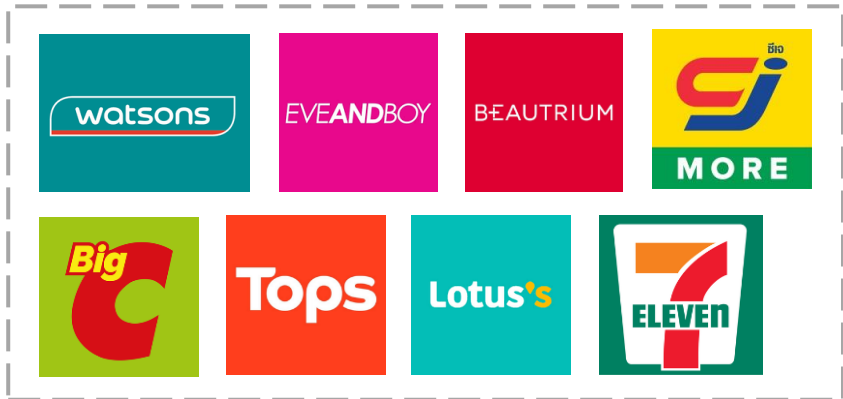 watsons
EVEANDBOY
BEAUTRIUM
ซีเจ
CJ
MORE
Big
C
Tops
Lotus's
7
ELEVEn